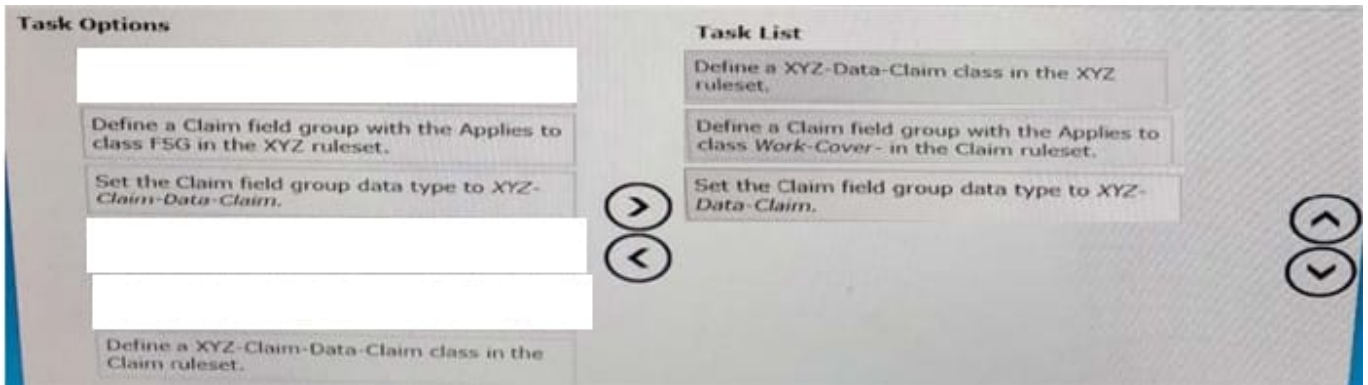 Task Options
Define a Claim field group with the Applies to
class FSG in the XYZ ruleset.
Set the Claim field group data type to XYZ-
Claim-Data-Claim.
Define a XYZ-Claim-Data-Claim class in the
Claim ruleset.
Task List
Define a XYZ-Data-Claim class in the XYZ
ruleset.
Define a Claim field group with the Applies to
class Work-Cover- in the Claim ruleset.
Set the Claim field group data type to XYZ-
Data-Claim.